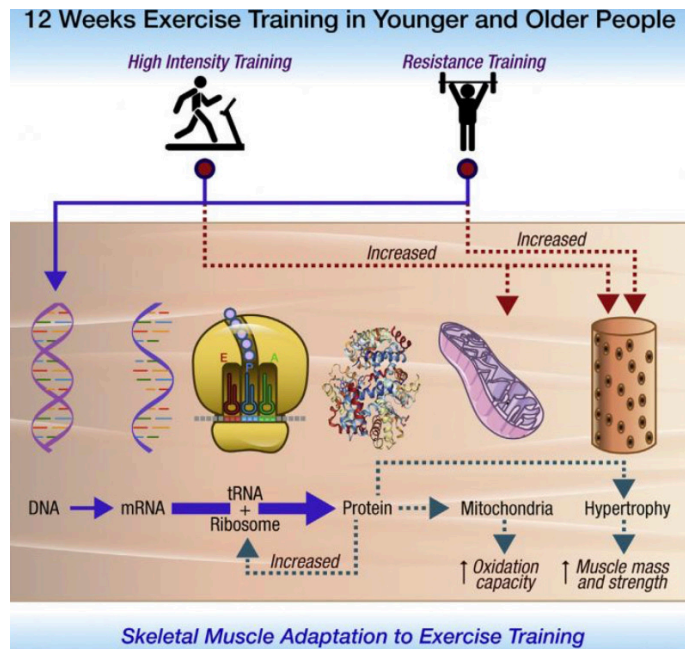 12 Weeks Exercise Training in Younger and Older People
High Intensity Training
Resistance Training
Increased
Increased
E
P
A
DNA
mRNA
tRNA
+
Ribosome
Protein
Mitochondria
Hypertrophy
Increased
↑ Oxidation
capacity
↑ Muscle mass
and strength
Skeletal Muscle Adaptation to Exercise Training